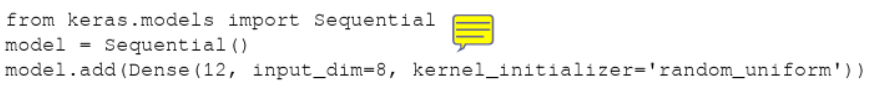 from keras.models import Sequential
model = Sequential()
model.add(Dense(12, input_dim=8, kernel_initializer='random_uniform'))